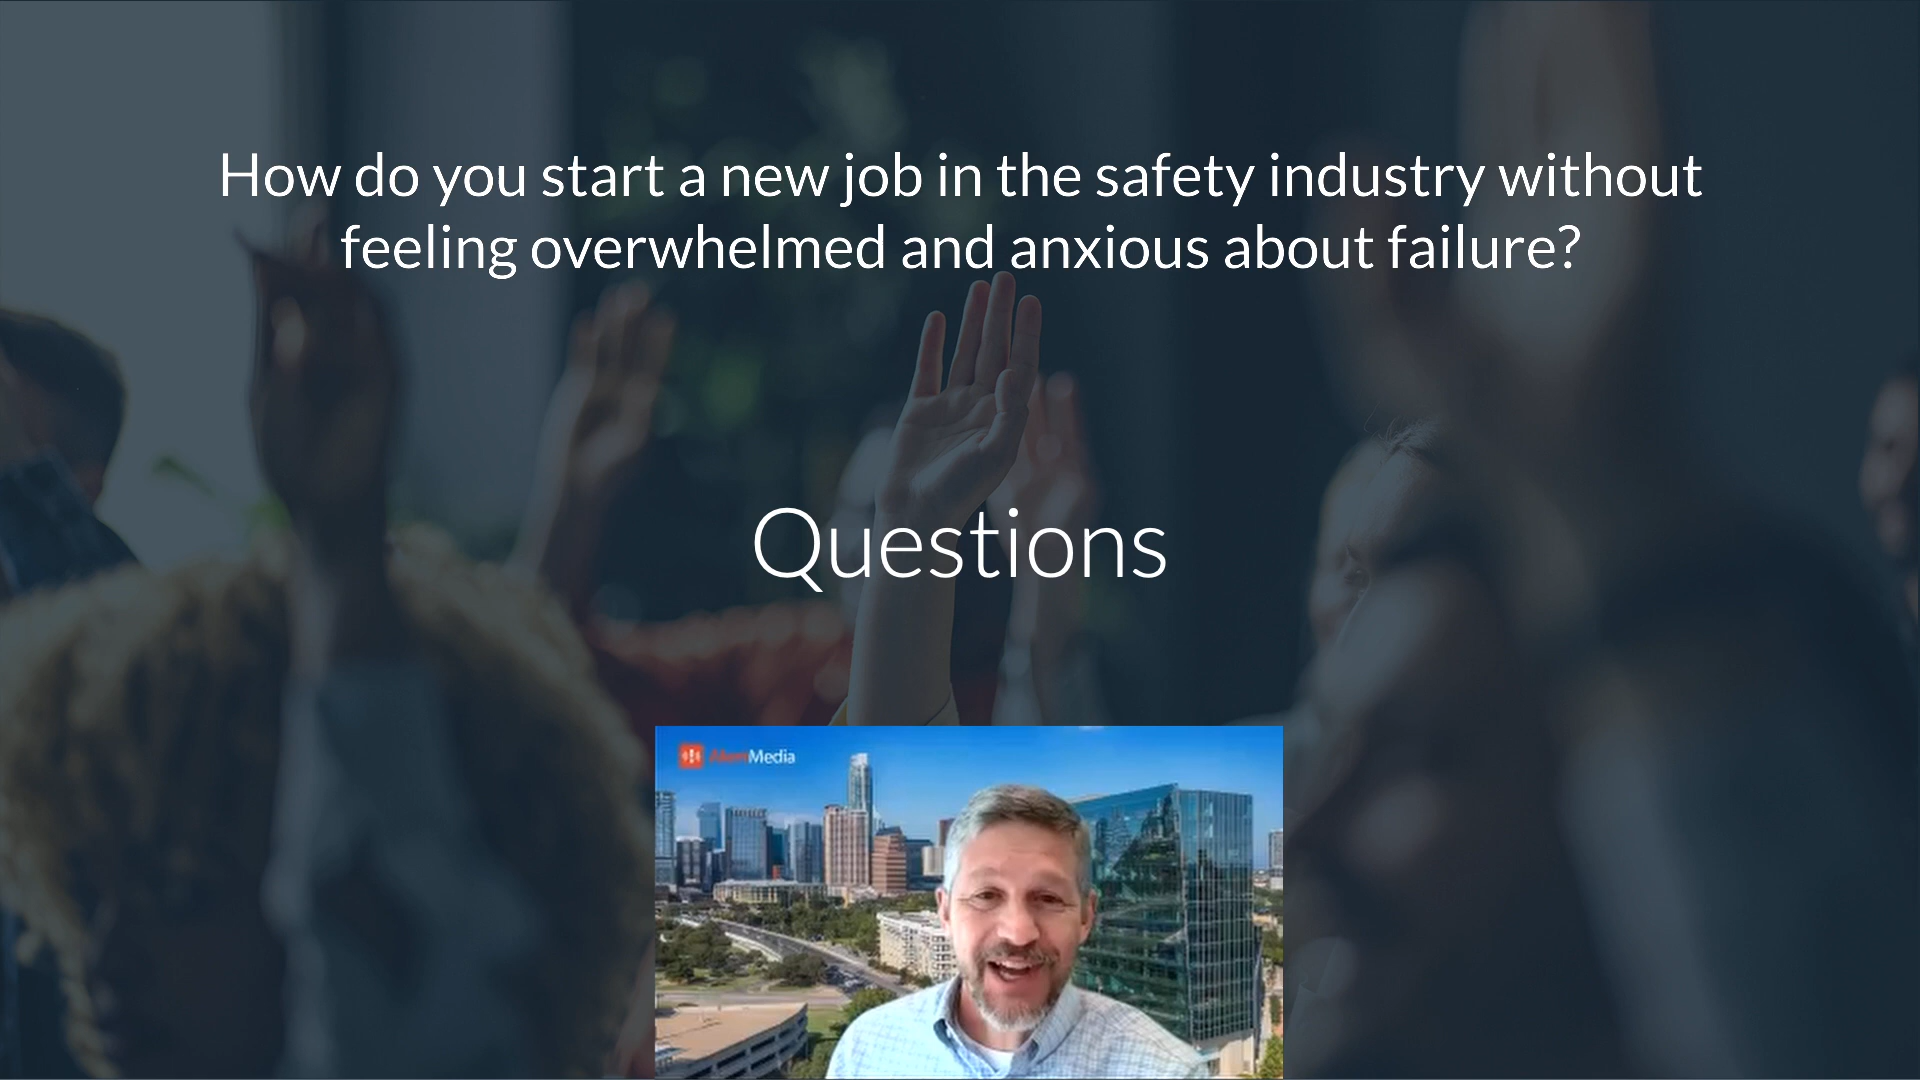 How do you start a new job in the safety industry without
feeling overwhelmed and anxious about failure?
Questions
Media